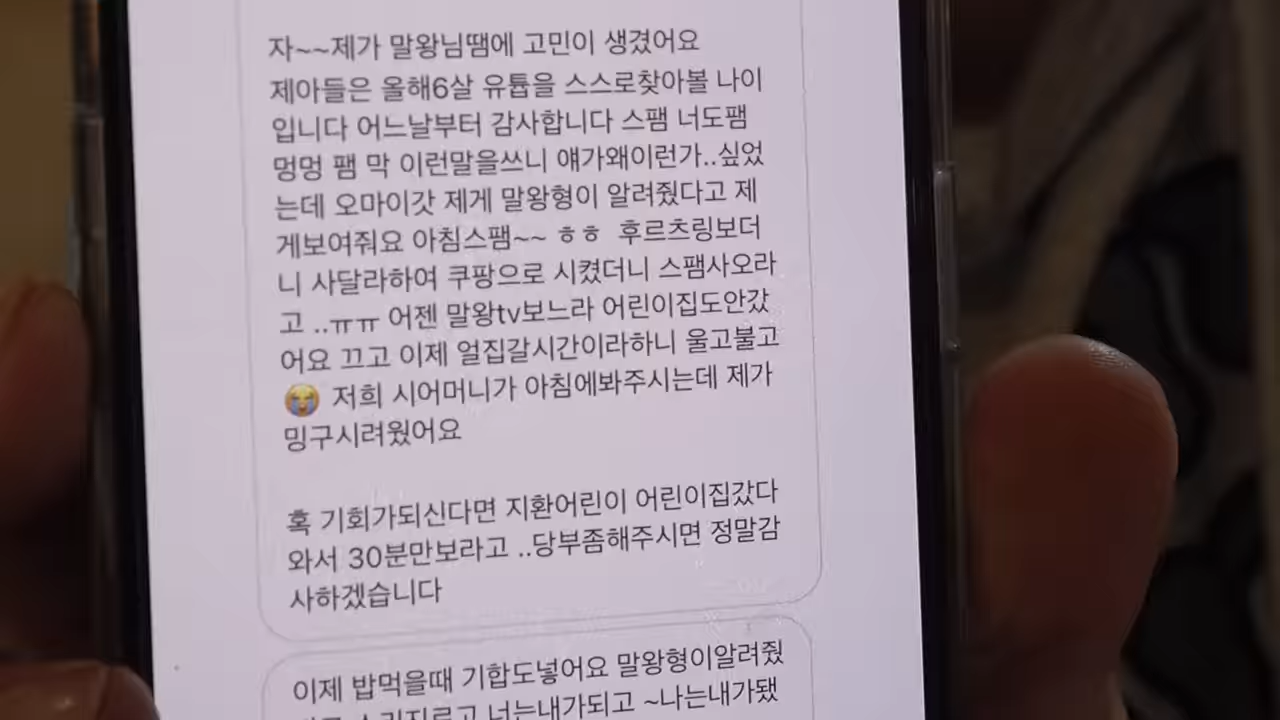 자~~제가 말왕님땜에 고민이 생겼어요
제아들은 올해6살 유튭을 스스로찾아볼 나이
입니다 어느날부터 감사합니다 스팸 너도팸
멍멍 팸 막 이런말을쓰니 얘가왜이런가..싶었
는데 오마이갓 제게 말왕형이 알려줬다고 제
게보여줘요 아침스팸~~ ㅎㅎ 후르츠링보더
니 사달라하여 쿠팡으로 시켰더니 스팸사오라
고 ..ㅠㅠ 어젠 말왕tv보느라 어린이집도안갔
어요 끄고 이제 얼집갈시간이라하니 울고불고
😭 저희 시어머니가 아침에봐주시는데 제가
밍구시려웠어요
혹 기회가되신다면 지환어린이 어린이집갔다
와서 30분만보라고 ..당부좀해주시면 정말감
사하겠습니다
이제 밥먹을때 기합도넣어요 말왕형이알려줬
너는내가되고 ~나는내가됐